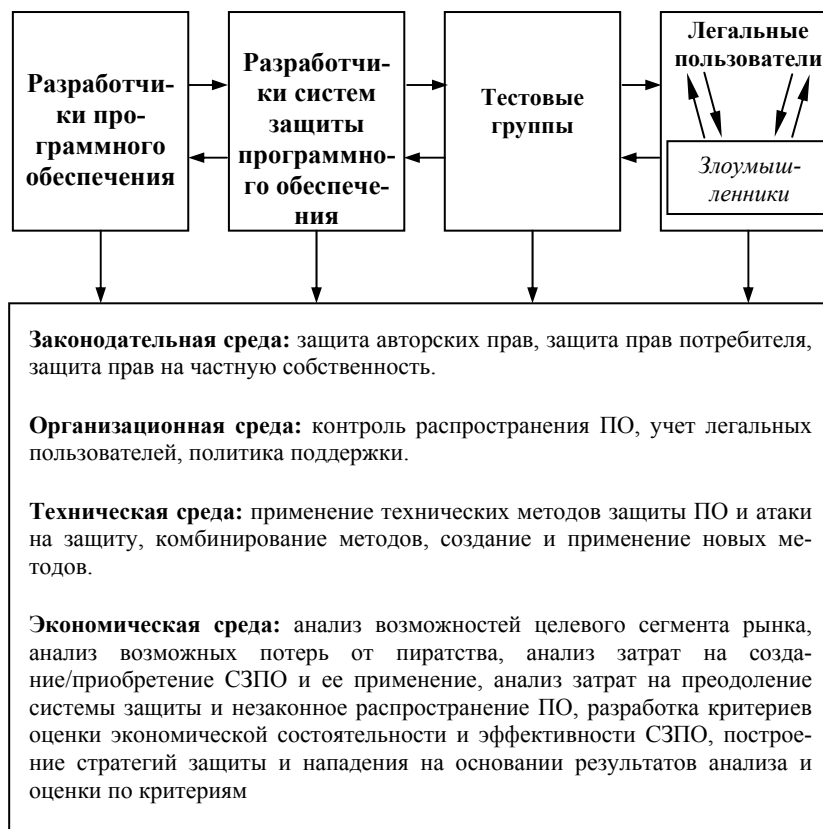 Разработчи-
ки про-
граммного
обеспечения
Разработчи-
ки систем
защиты
программно-
го обеспече-
ния
Тестовые
группы
Легальные
пользователи
Злоумыш-
ленники
Законодательная среда: защита авторских прав, защита прав потребителя,
защита прав на частную собственность.
Организационная среда: контроль распространения ПО, учет легальных
пользователей, политика поддержки.
Техническая среда: применение технических методов защиты ПО и атаки
на защиту, комбинирование методов, создание и применение новых ме-
тодов.
Экономическая среда: анализ возможностей целевого сегмента рынка,
анализ возможных потерь от пиратства, анализ затрат на созда-
ние/приобретение СЗПО и ее применение, анализ затрат на преодоление
системы защиты и незаконное распространение ПО, разработка критериев
оценки экономической состоятельности и эффективности СЗПО, построе-
ние стратегий защиты и нападения на основании результатов анализа и
оценки по критериям